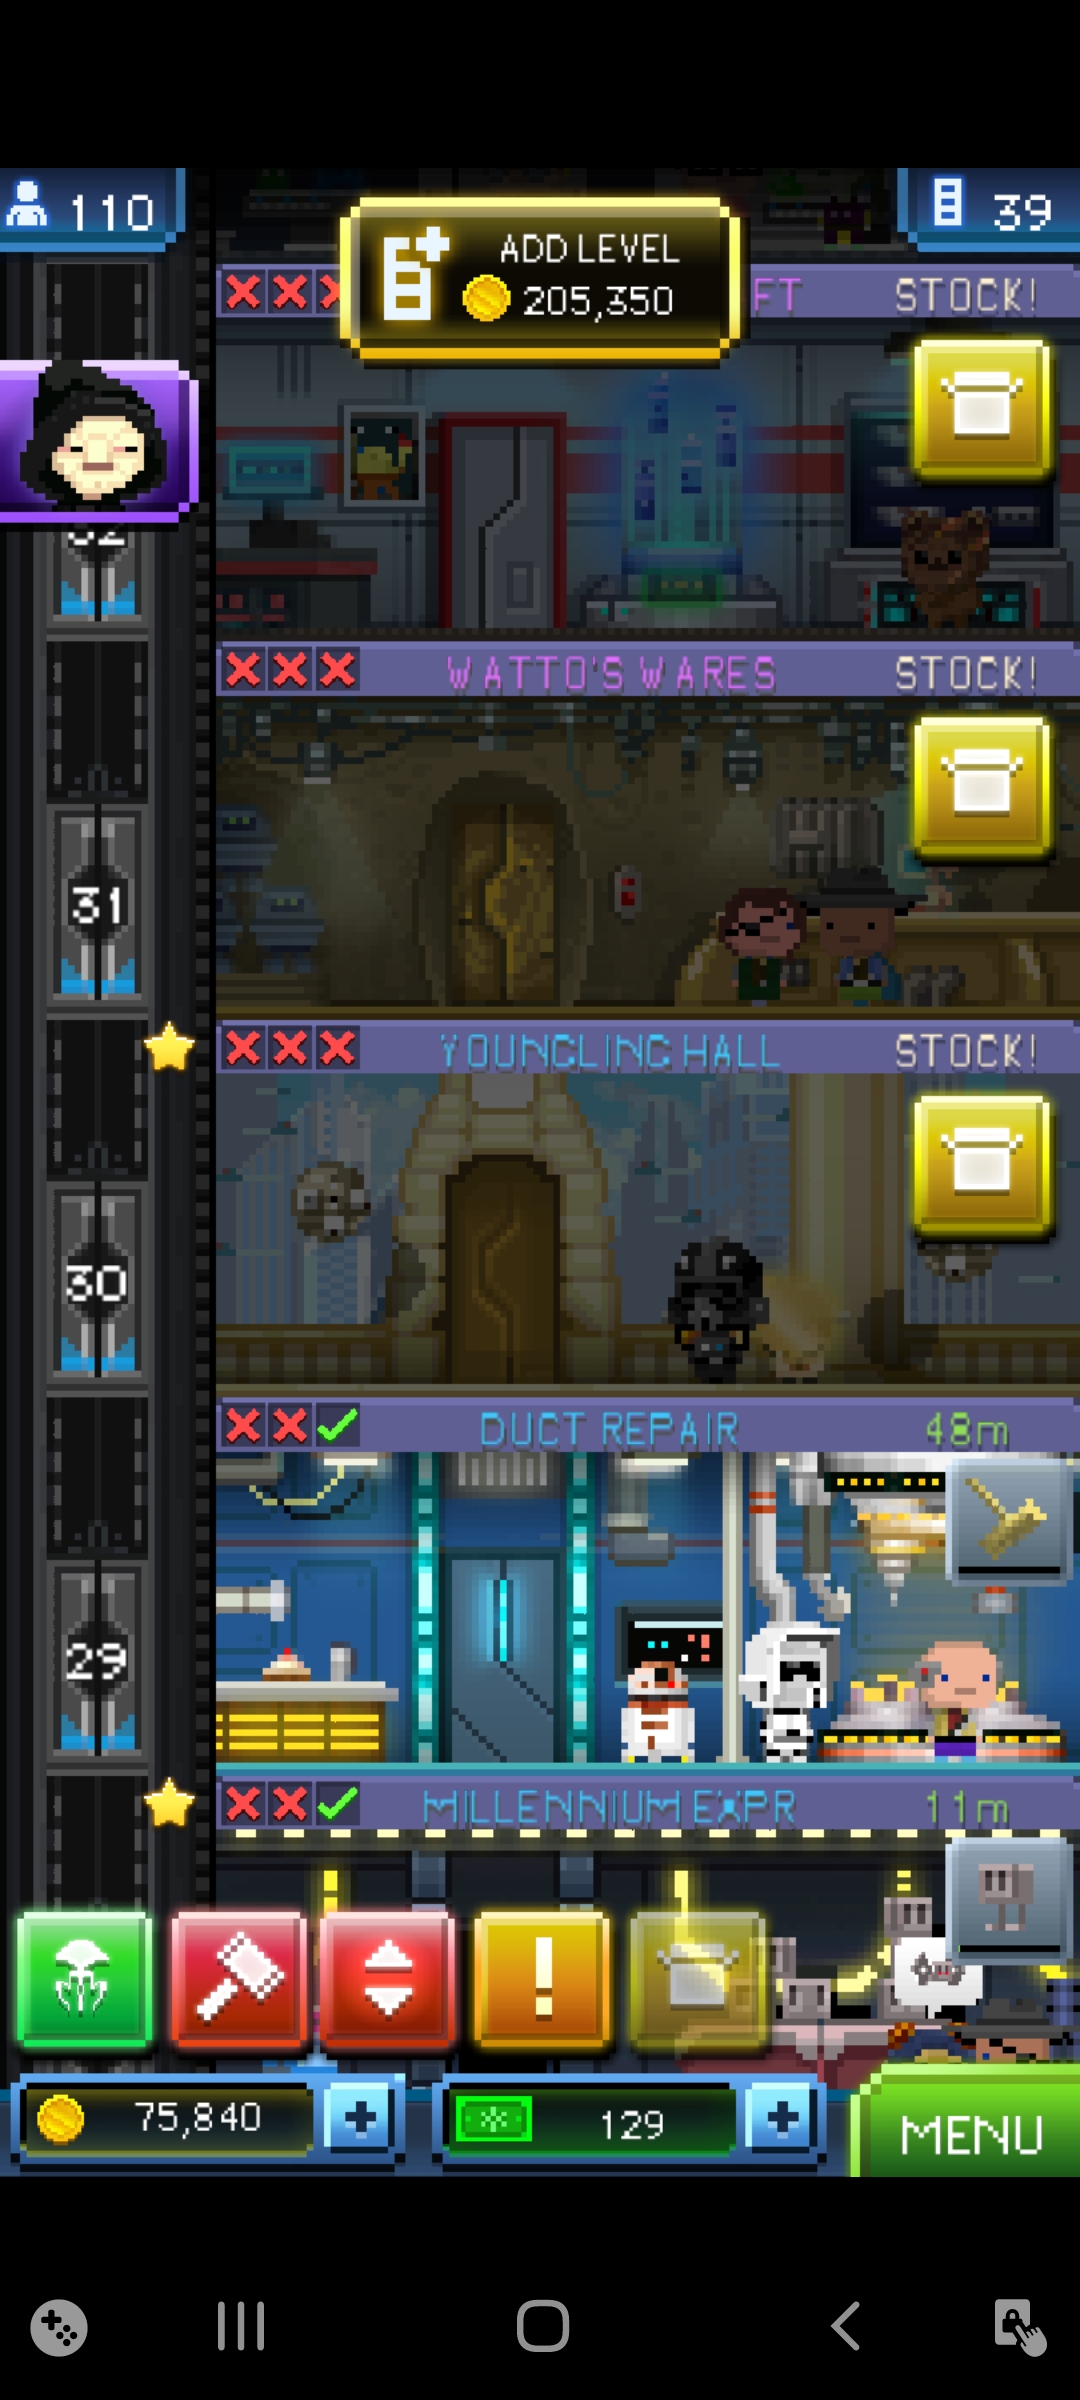 110
ADD LEVEL
205,350
39
FT STOCK!
WATTO'S WARES STOCK!
31
YOUNGLING HALL STOCK!
30
DUCT REPAIR 48m
29
MILLENNIUM EXPR 11m
!
75,840
129
MENU